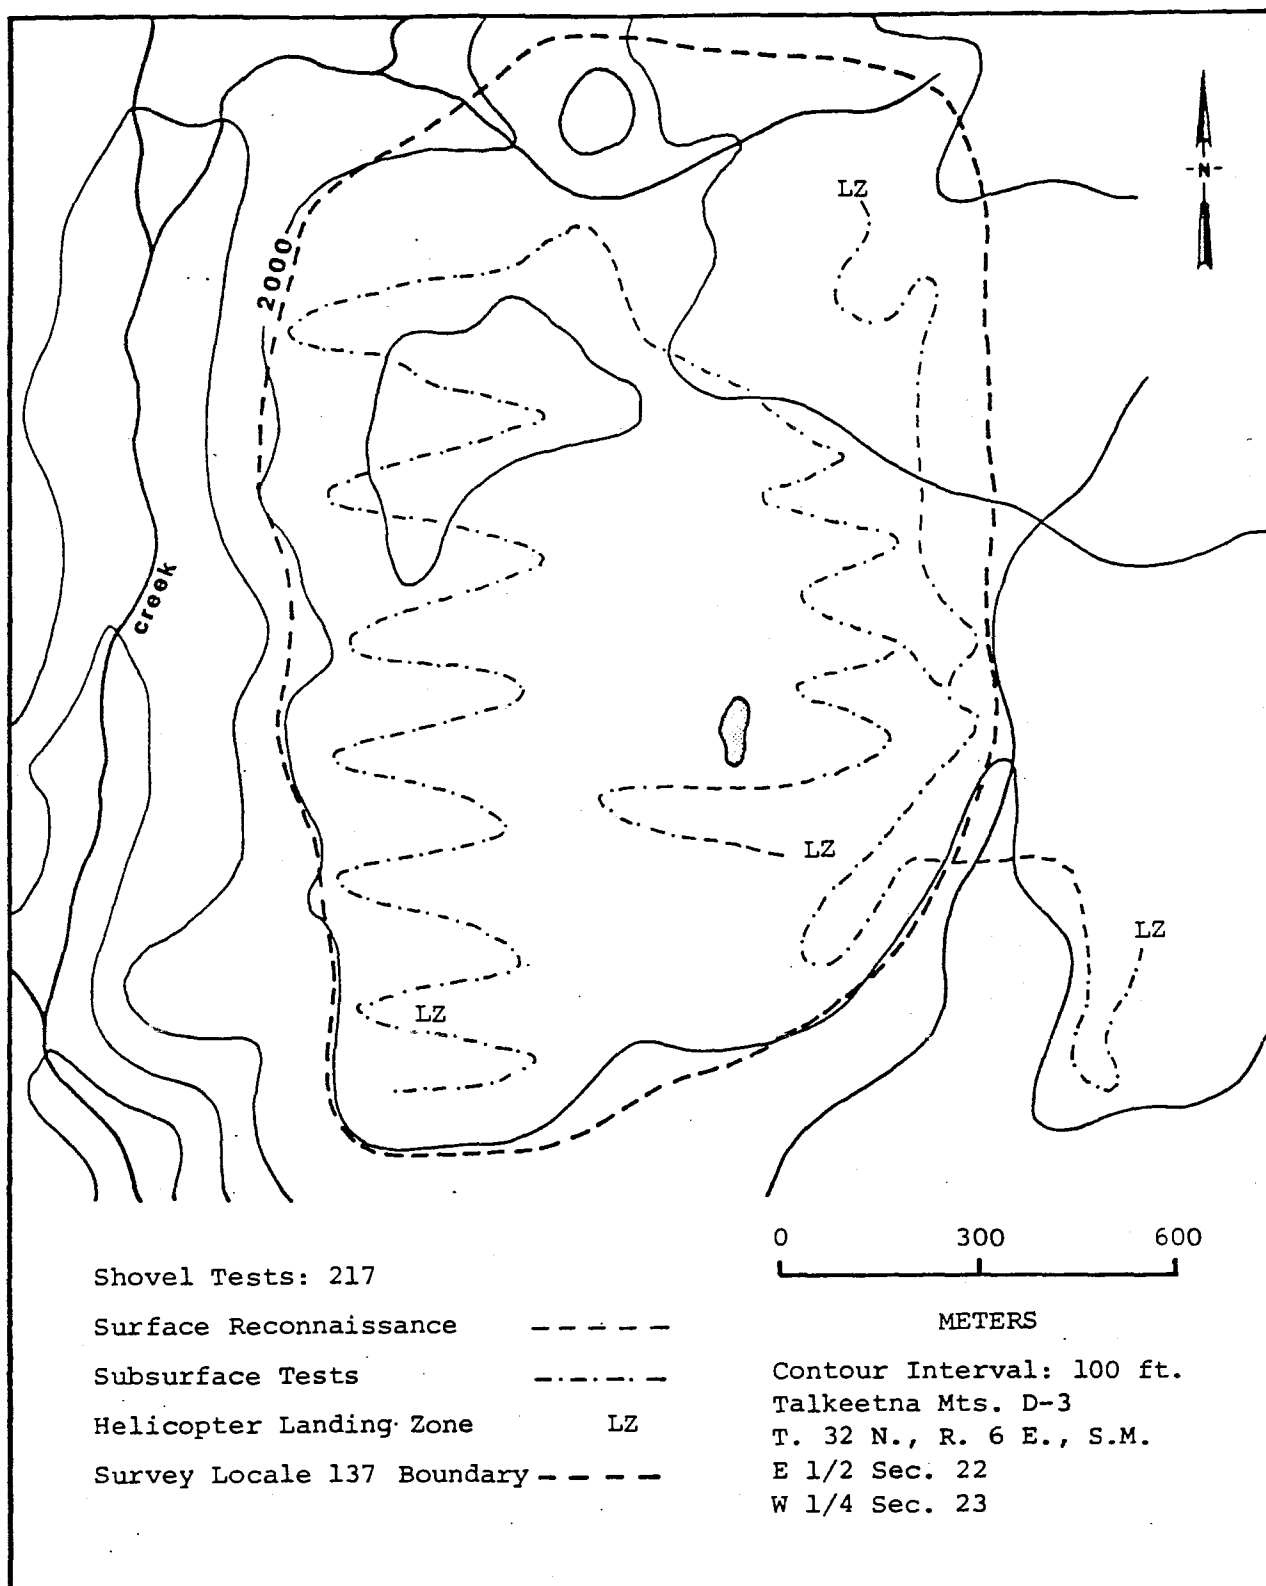 LZ
-N-
2000
creek
LZ
LZ
LZ
0 300 600
METERS
Shovel Tests: 217
Surface Reconnaissance
Subsurface Tests
Helicopter Landing Zone LZ
Survey Locale 137 Boundary
Contour Interval: 100 ft.
Talkeetna Mts. D-3
T. 32 N., R. 6 E., S.M.
E 1/2 Sec. 22
W 1/4 Sec. 23